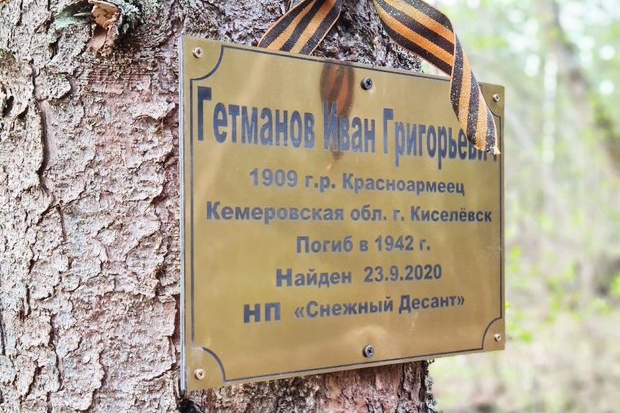 Гетманов Иван Григорьевич
1909 г.р. Красноармеец
Кемеровская обл. г. Киселёвск
Погиб в 1942 г.
Найден 23.9.2020
НП «Снежный Десант»